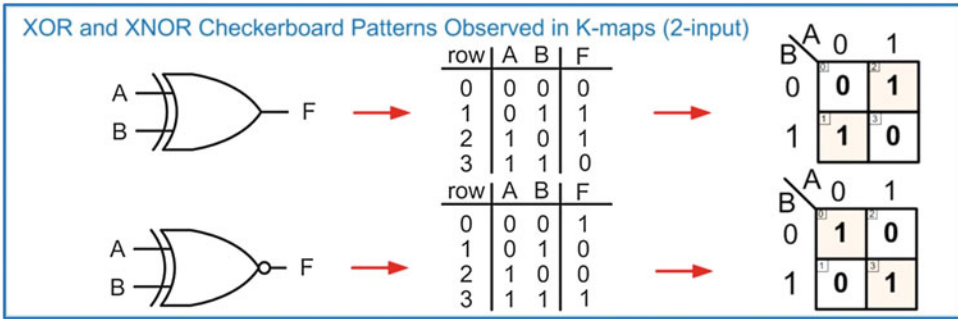 XOR and XNOR Checkerboard Patterns Observed in K-maps (2-input)
A
B
F
row A B F
0 0 0 0
1 0 1 1
2 1 0 1
3 1 1 0
A 0 1
B
0 0 0 2 1
1 1 1 3 0
A
B
F
row A B F
0 0 0 1
1 0 1 0
2 1 0 0
3 1 1 1
A 0 1
B
0 0 1 2 0
1 1 0 3 1